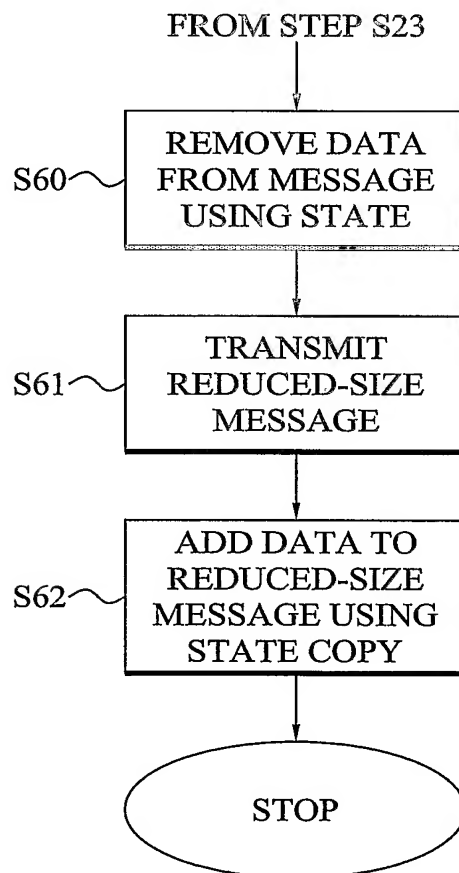 FROM STEP S23
S60
REMOVE DATA
FROM MESSAGE
USING STATE
S61
TRANSMIT
REDUCED-SIZE
MESSAGE
S62
ADD DATA TO
REDUCED-SIZE
MESSAGE USING
STATE COPY
STOP